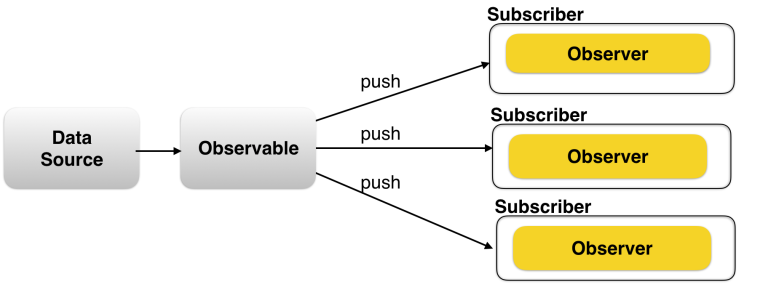 Subscriber
Observer
push
Subscriber
Data
Source
Observable
push
Observer
push
Subscriber
Observer